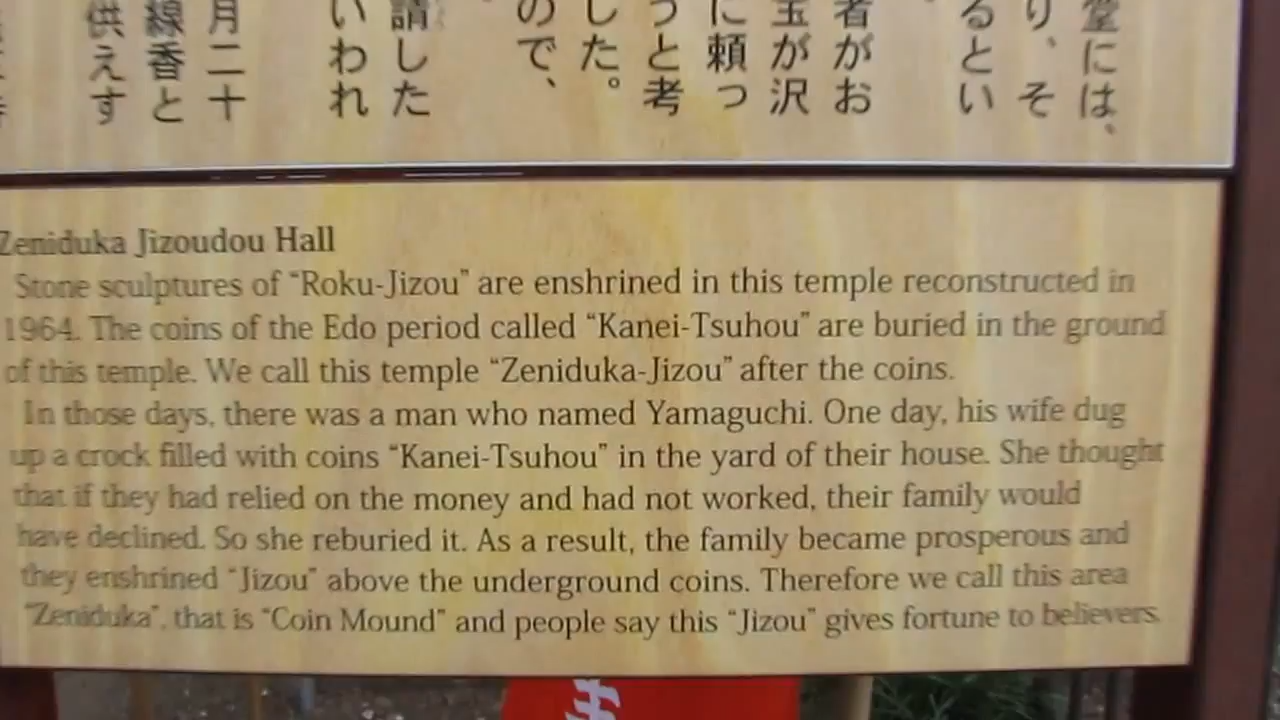 堂には、
り、そ
るとい
者がお
宝が沢
に頼っ
うと考
した。
ので、
請した
いわれ
月二十
線香と
供えす
Zeniduka Jizoudou Hall
Stone sculptures of “Roku-Jizou” are enshrined in this temple reconstructed in
1964. The coins of the Edo period called “Kanei-Tsuhou” are buried in the ground
of this temple. We call this temple “Zeniduka-Jizou” after the coins.
In those days, there was a man who named Yamaguchi. One day, his wife dug
up a crock filled with coins “Kanei-Tsuhou” in the yard of their house. She thought
that if they had relied on the money and had not worked, their family would
have declined. So she reburied it. As a result, the family became prosperous and
they enshrined “Jizou” above the underground coins. Therefore we call this area
“Zeniduka”, that is “Coin Mound” and people say this “Jizou” gives fortune to believers.